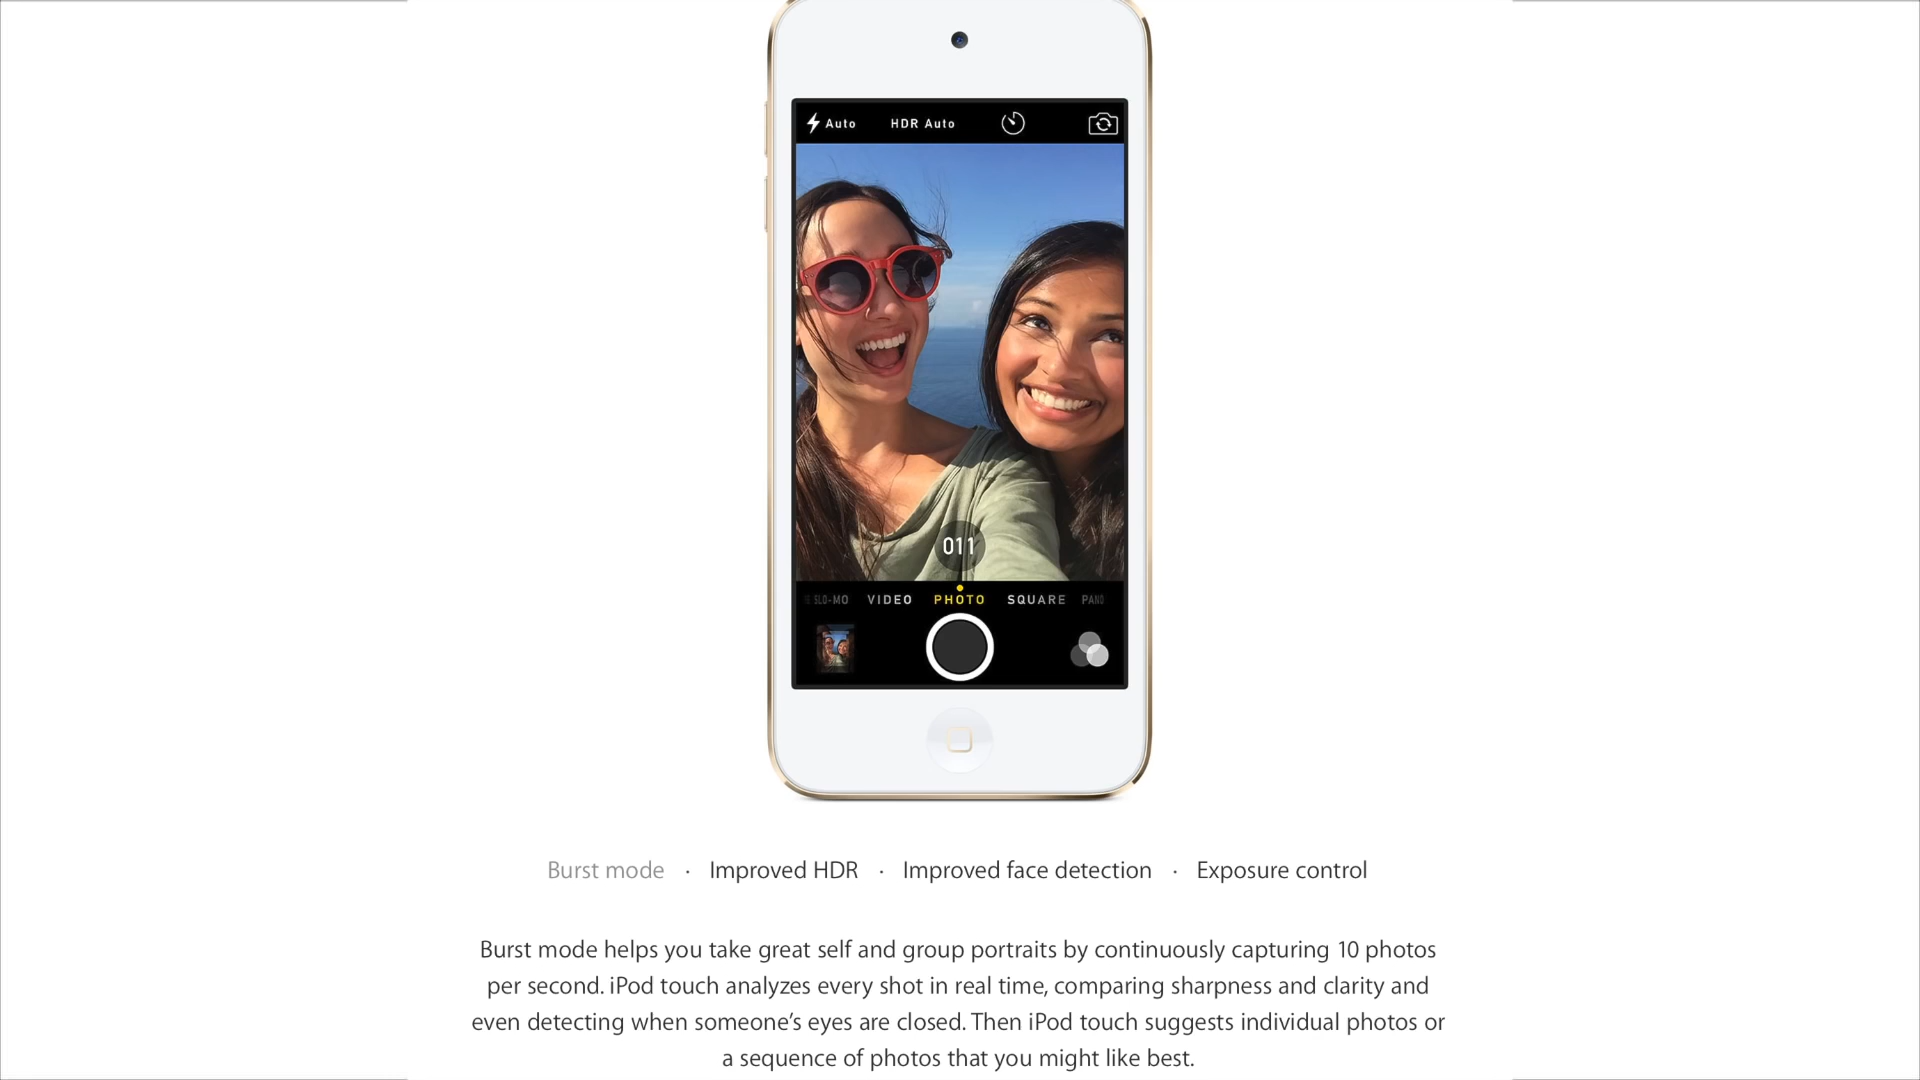 Auto HDR Auto
011
SLO-MO VIDEO PHOTO SQUARE PANO
Burst mode · Improved HDR · Improved face detection · Exposure control
Burst mode helps you take great self and group portraits by continuously capturing 10 photos
per second. iPod touch analyzes every shot in real time, comparing sharpness and clarity and
even detecting when someone’s eyes are closed. Then iPod touch suggests individual photos or
a sequence of photos that you might like best.